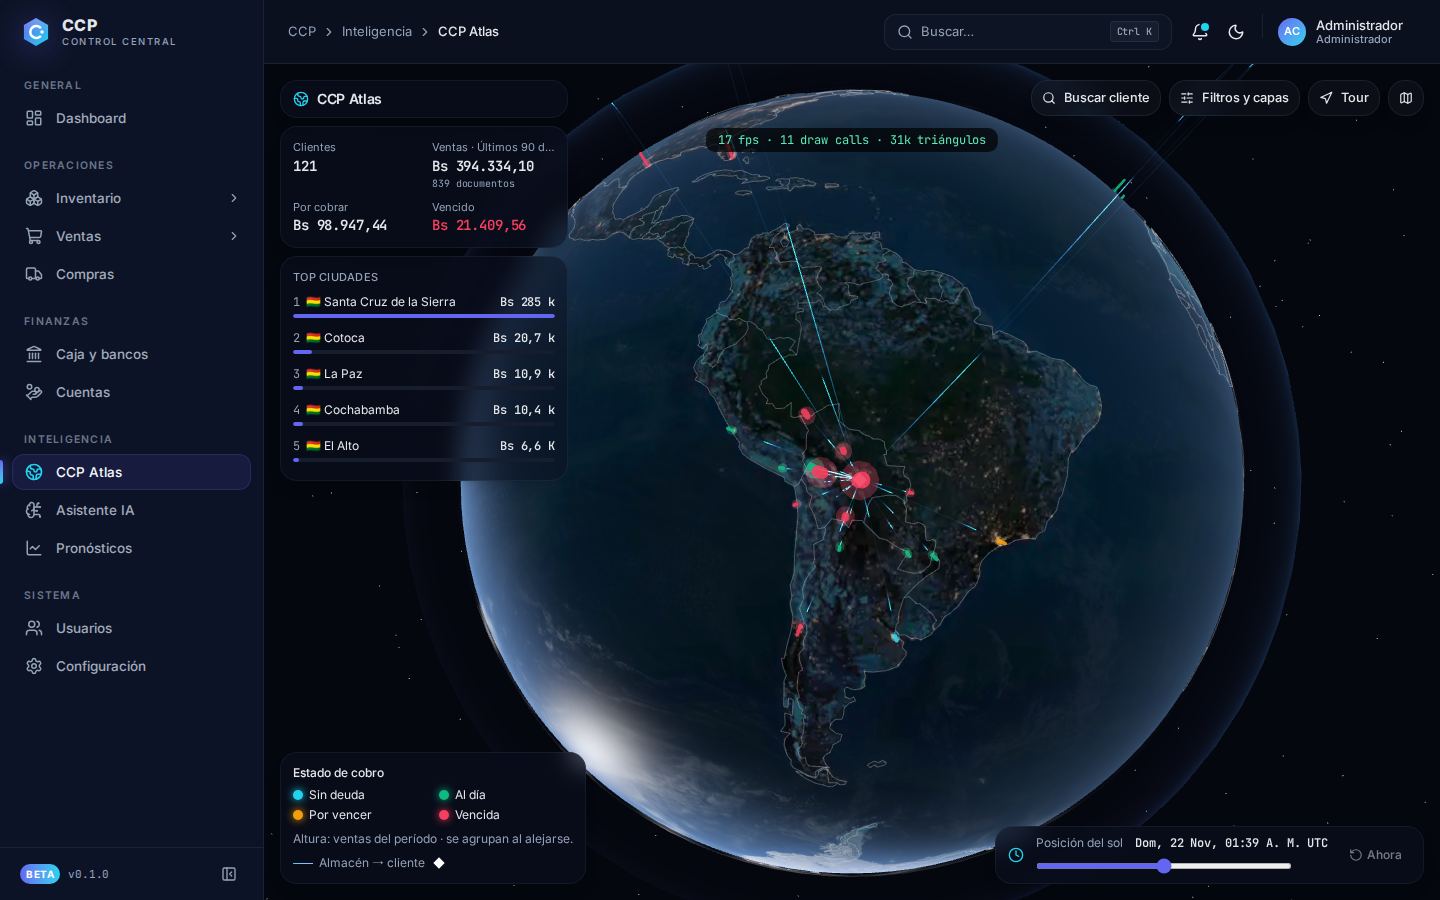 CCP
CONTROL CENTRAL
GENERAL
Dashboard
OPERACIONES
Inventario
Ventas
Compras
FINANZAS
Caja y bancos
Cuentas
INTELIGENCIA
CCP Atlas
Asistente IA
Pronósticos
SISTEMA
Usuarios
Configuración
BETA v0.1.0
CCP > Inteligencia > CCP Atlas
Buscar... Ctrl K
AC
Administrador
Administrador
CCP Atlas
Buscar cliente
Filtros y capas
Tour
17 fps · 11 draw calls · 31k triángulos
Clientes
121
Ventas · Últimos 90 d…
Bs 394.334,10
839 documentos
Por cobrar
Bs 98.947,44
Vencido
Bs 21.409,56
TOP CIUDADES
1 Santa Cruz de la Sierra Bs 285 k
2 Cotoca Bs 20,7 k
3 La Paz Bs 10,9 k
4 Cochabamba Bs 10,4 k
5 El Alto Bs 6,6 K
Estado de cobro
Sin deuda Al día
Por vencer Vencida
Altura: ventas del período · se agrupan al alejarse.
Almacén → cliente
Posición del sol Dom, 22 Nov, 01:39 A. M. UTC
Ahora